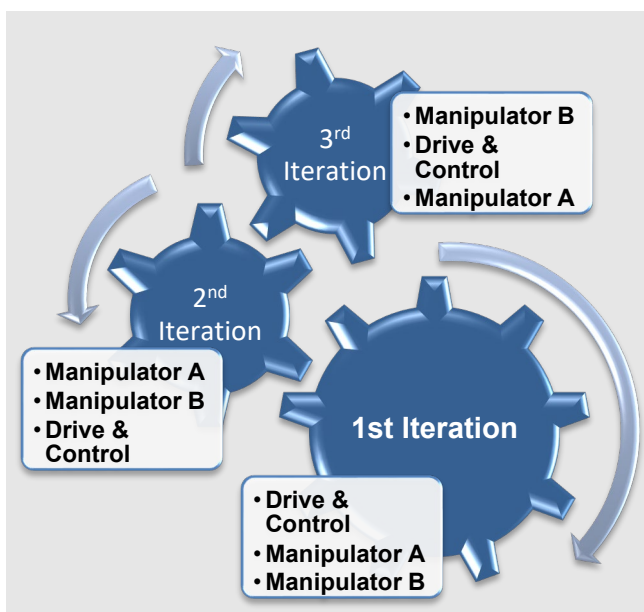 3rd
Iteration
• Manipulator B
• Drive &
Control
• Manipulator A
2nd
Iteration
• Manipulator A
• Manipulator B
• Drive &
Control
1st Iteration
• Drive &
Control
• Manipulator A
• Manipulator B